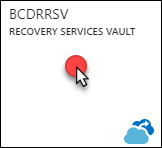 BCDRRSV
RECOVERY SERVICES VAULT